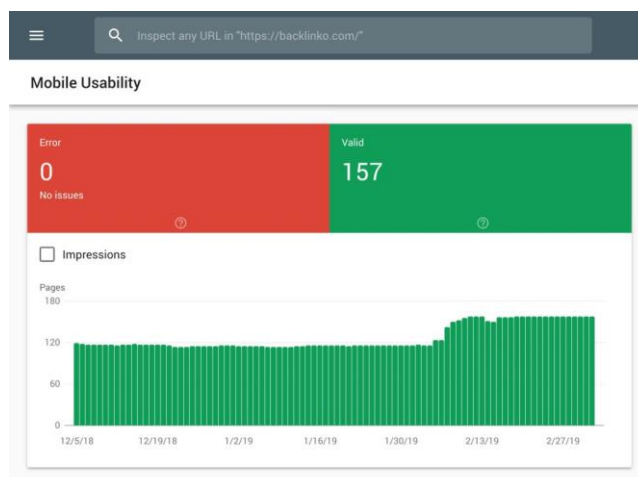 Inspect any URL in "https://backlinko.com/"
Mobile Usability
Error
0
No issues
Valid
157
Impressions
Pages
180
120
60
0
12/5/18 12/19/18 1/2/19 1/16/19 1/30/19 2/13/19 2/27/19